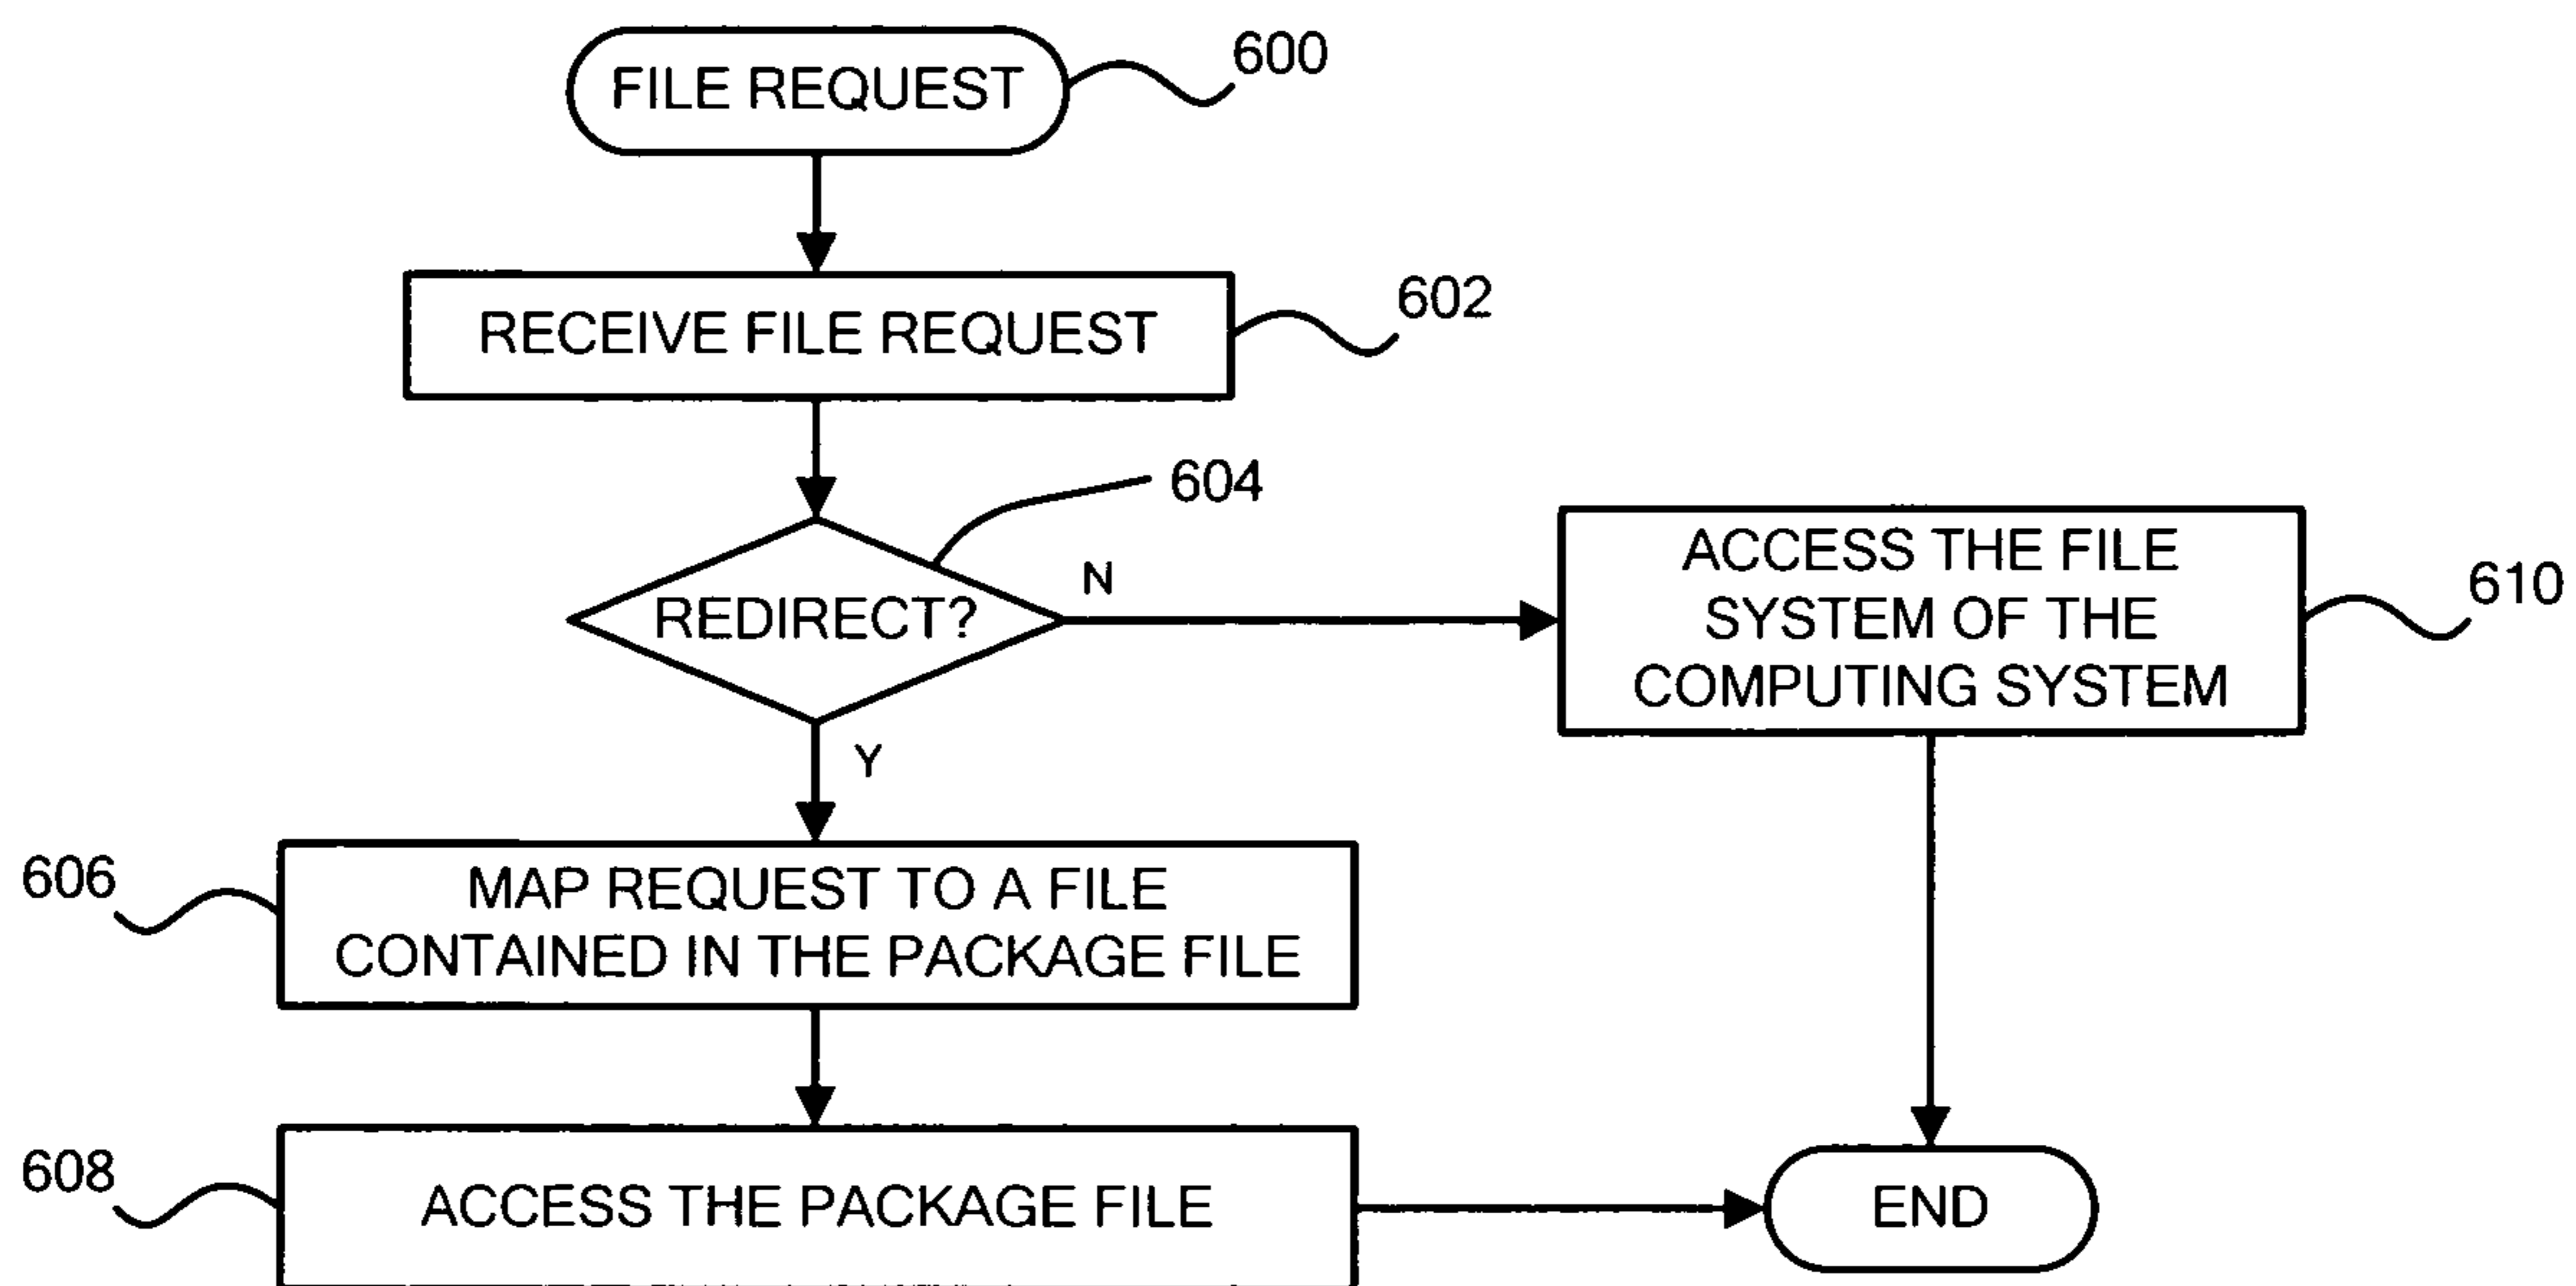 FILE REQUEST
600
RECEIVE FILE REQUEST
602
604
REDIRECT?
N
ACCESS THE FILE
SYSTEM OF THE
COMPUTING SYSTEM
610
Y
606
MAP REQUEST TO A FILE
CONTAINED IN THE PACKAGE FILE
608
ACCESS THE PACKAGE FILE
END